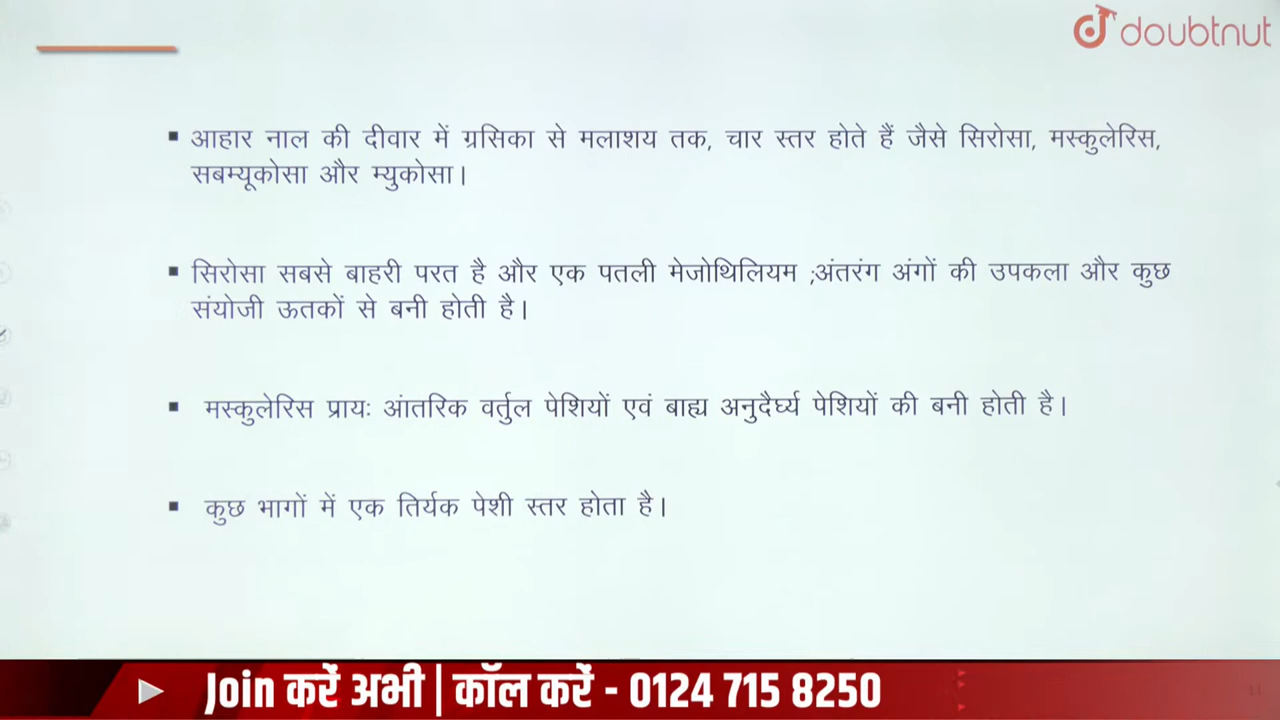 doubtnut
▪ आहार नाल की दीवार में ग्रसिका से मलाशय तक, चार स्तर होते हैं जैसे सिरोसा, मस्कुलेरिस,
सबम्यूकोसा और म्युकोसा।
▪ सिरोसा सबसे बाहरी परत है और एक पतली मेजोथिलियम ;अंतरंग अंगों की उपकला और कुछ
संयोजी ऊतकों से बनी होती है।
▪ मस्कुलेरिस प्रायः आंतरिक वर्तुल पेशियों एवं बाह्य अनुदैर्घ्य पेशियों की बनी होती है।
▪ कुछ भागों में एक तिर्यक पेशी स्तर होता है।
Join करें अभी | कॉल करें - 0124 715 8250
11